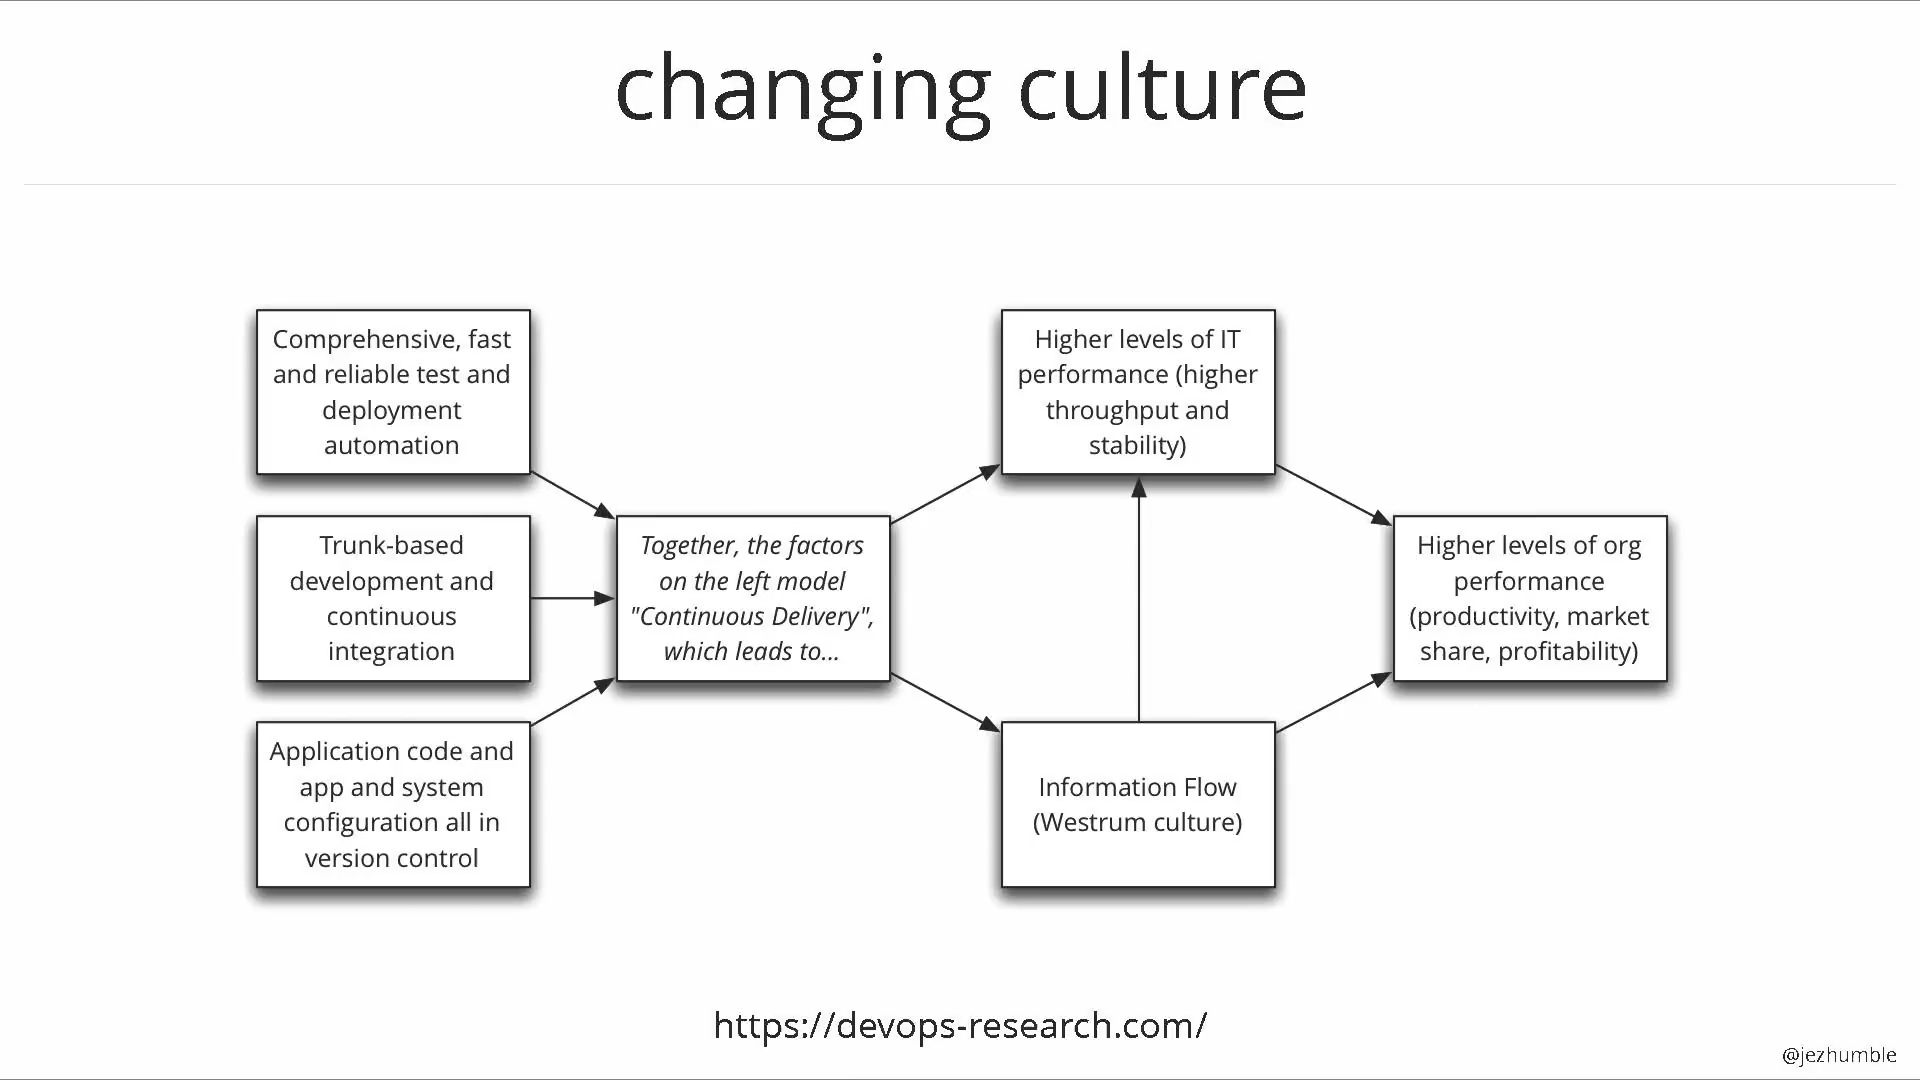 changing culture
Comprehensive, fast
and reliable test and
deployment
automation
Trunk-based
development and
continuous
integration
Application code and
app and system
configuration all in
version control
Together, the factors
on the left model
"Continuous Delivery",
which leads to...
Higher levels of IT
performance (higher
throughput and
stability)
Information Flow
(Westrum culture)
Higher levels of org
performance
(productivity, market
share, profitability)
https://devops-research.com/
@jezhumble